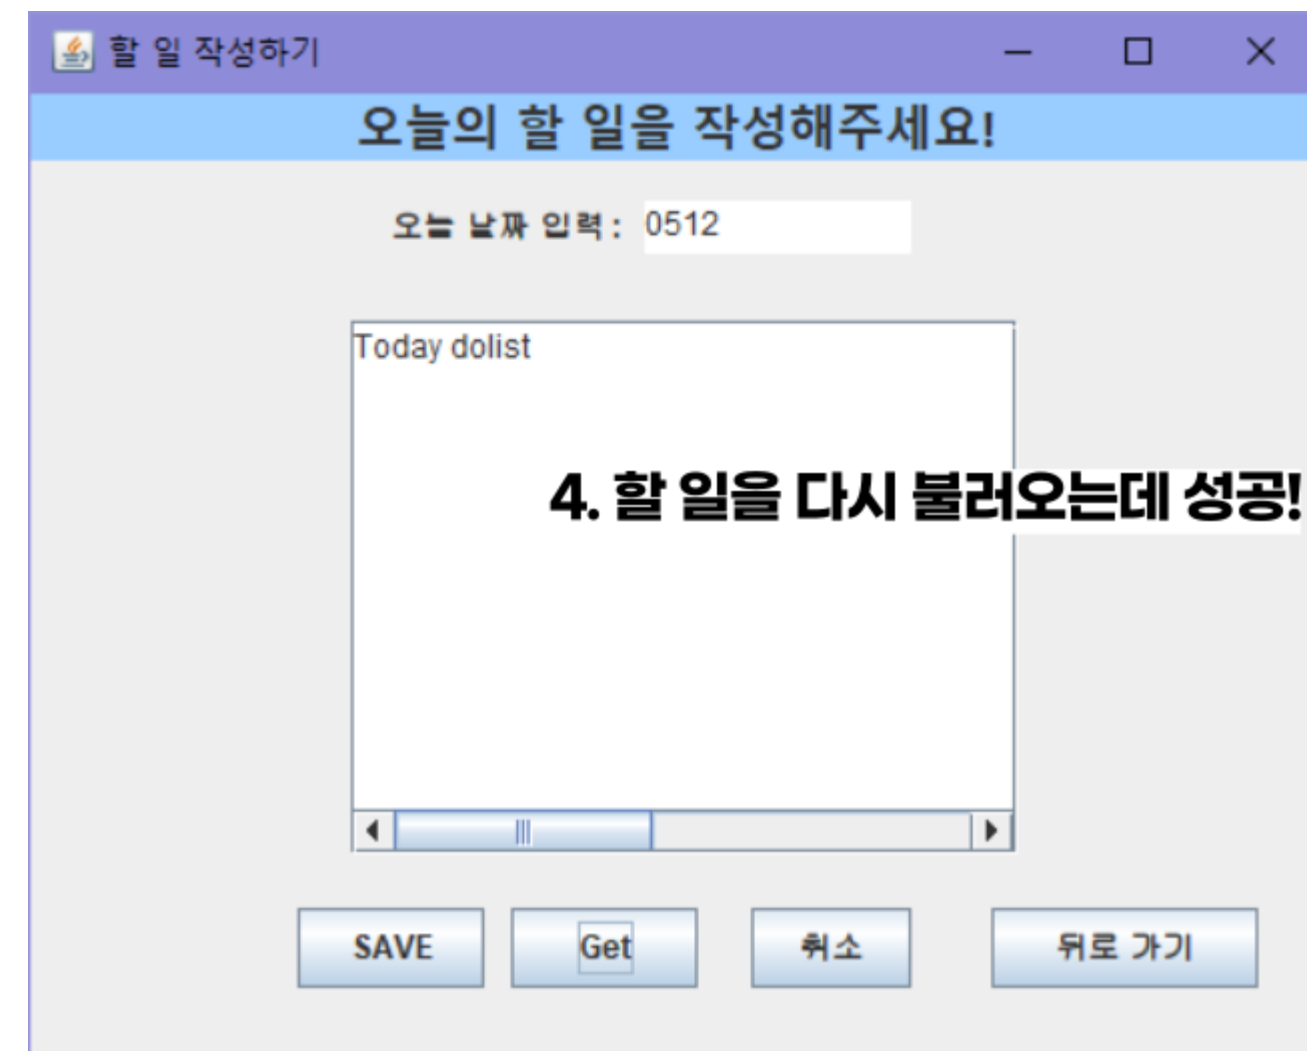 할 일 작성하기
오늘의 할 일을 작성해주세요!
오늘 날짜 입력 : 0512
Today dolist
4. 할 일을 다시 불러오는데 성공!
SAVE Get 취소 뒤로 가기